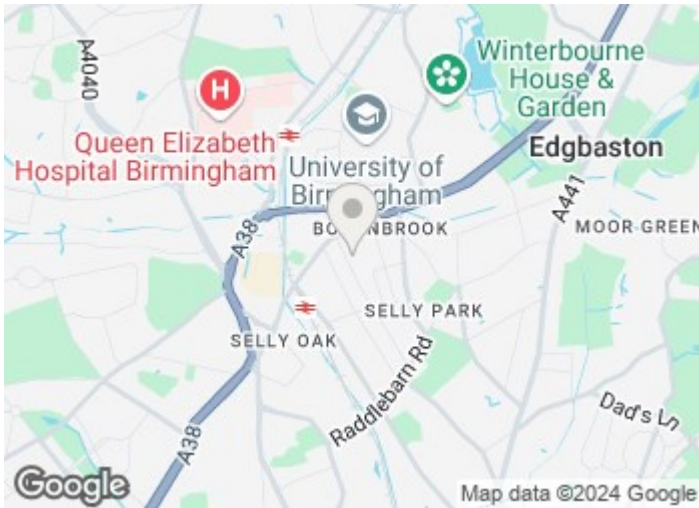 A4040
Winterbourne
House &
Garden
H
Queen Elizabeth
Hospital Birmingham
University of
Birmingham
Edgbaston
A441
A38
MOOR GREEN
SELLY PARK
SELLY OAK
Raddlebarn Rd
Dad's Ln
A38
Google
Map data ©2024 Google